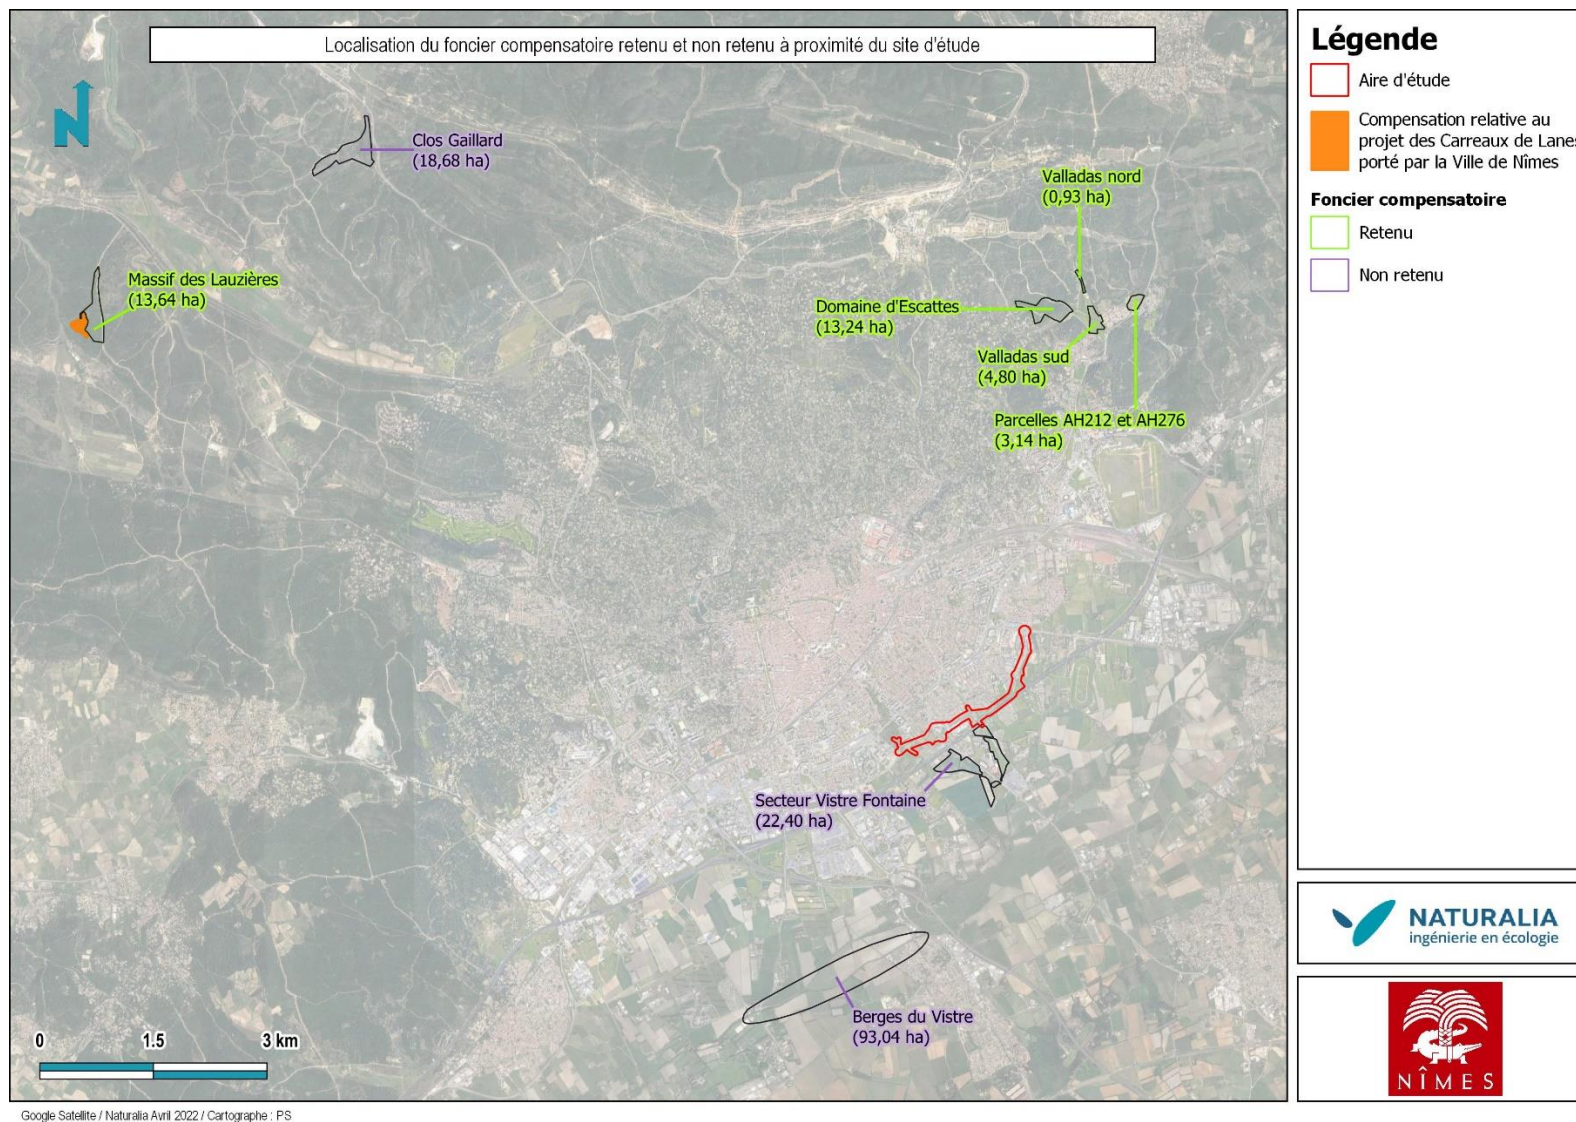 Localisation du foncier compensatoire retenu et non retenu à proximité du site d'étude
N
Clos Gaillard
(18,68 ha)
Valladas nord
(0,93 ha)
Massif des Lauzières
(13,64 ha)
Domaine d'Escattes
(13,24 ha)
Valladas sud
(4,80 ha)
Parcelles AH212 et AH276
(3,14 ha)
Secteur Vistre Fontaine
(22,40 ha)
Berges du Vistre
(93,04 ha)
0 1.5 3 km
Google Satellite / Naturalia Avril 2022 / Cartographe : PS
Légende
Aire d'étude
Compensation relative au
projet des Carreaux de Lanes
porté par la Ville de Nîmes
Foncier compensatoire
Retenu
Non retenu
NATURALIA
ingénierie en écologie
NÎMES